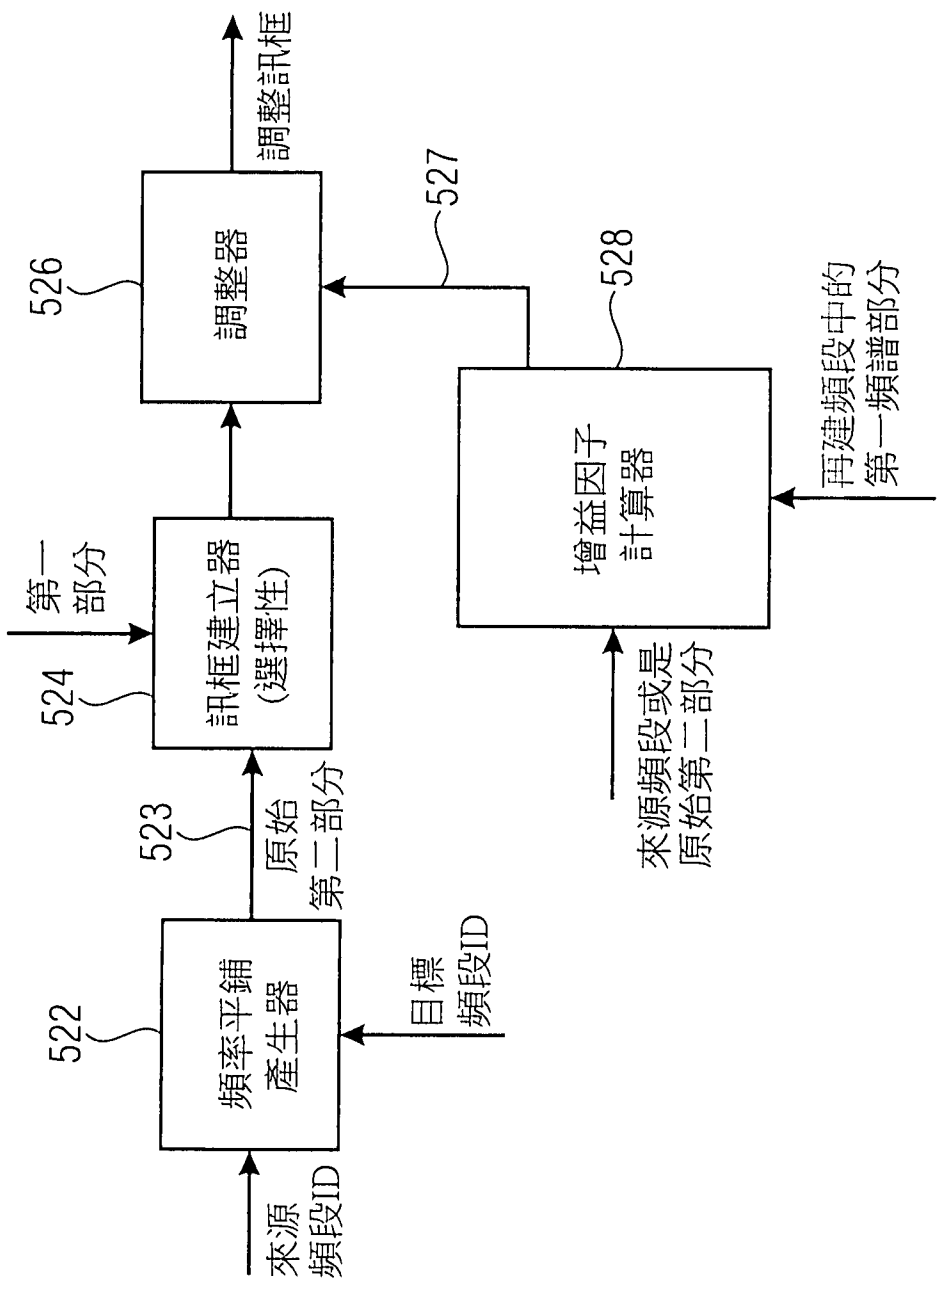 來源
頻段ID
522
頻率平鋪
產生器
目標
頻段ID
523
原始
第二部分
524
第一
部分
訊框建立器
(選擇性)
526
調整器
調整訊框
527
528
增益因子
計算器
來源頻段或是
原始第二部分
再建頻段中的
第一頻譜部分